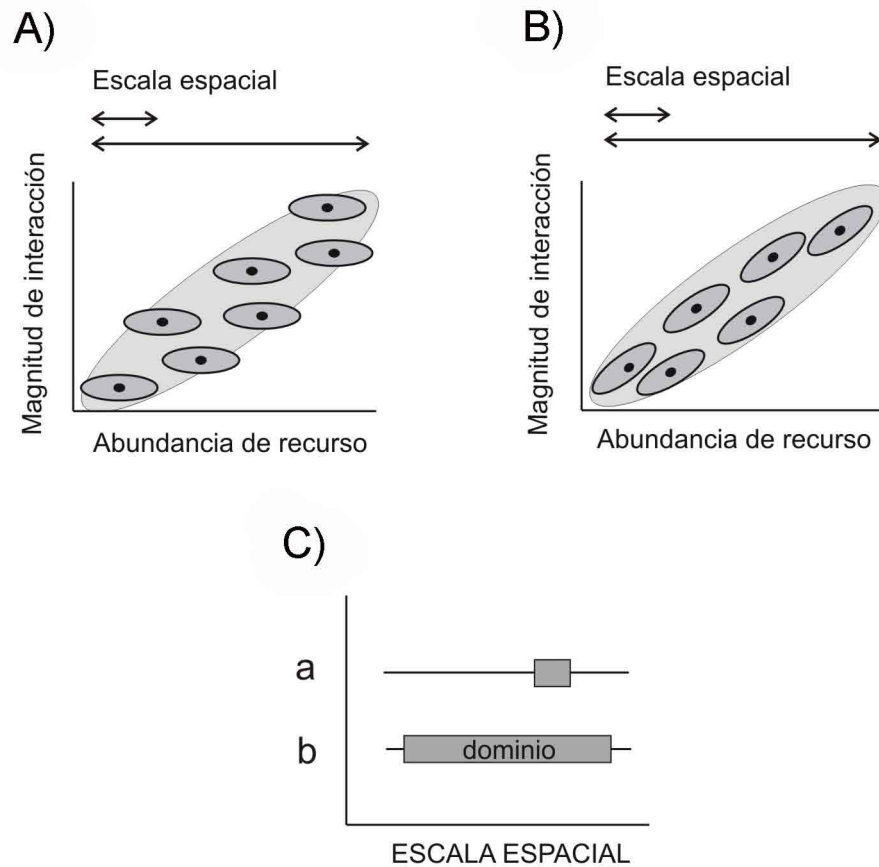 A)
Escala espacial
Magnitud de interacción
Abundancia de recurso
B)
Escala espacial
Magnitud de interacción
Abundancia de recurso
C)
a
b
dominio
ESCALA ESPACIAL